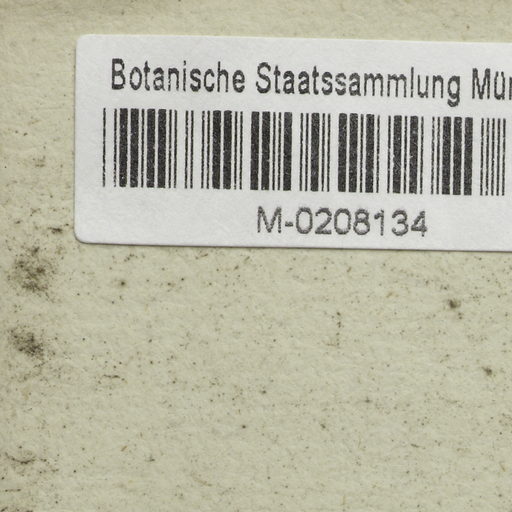 Botanische Staatssammlung Mün
M-0208134